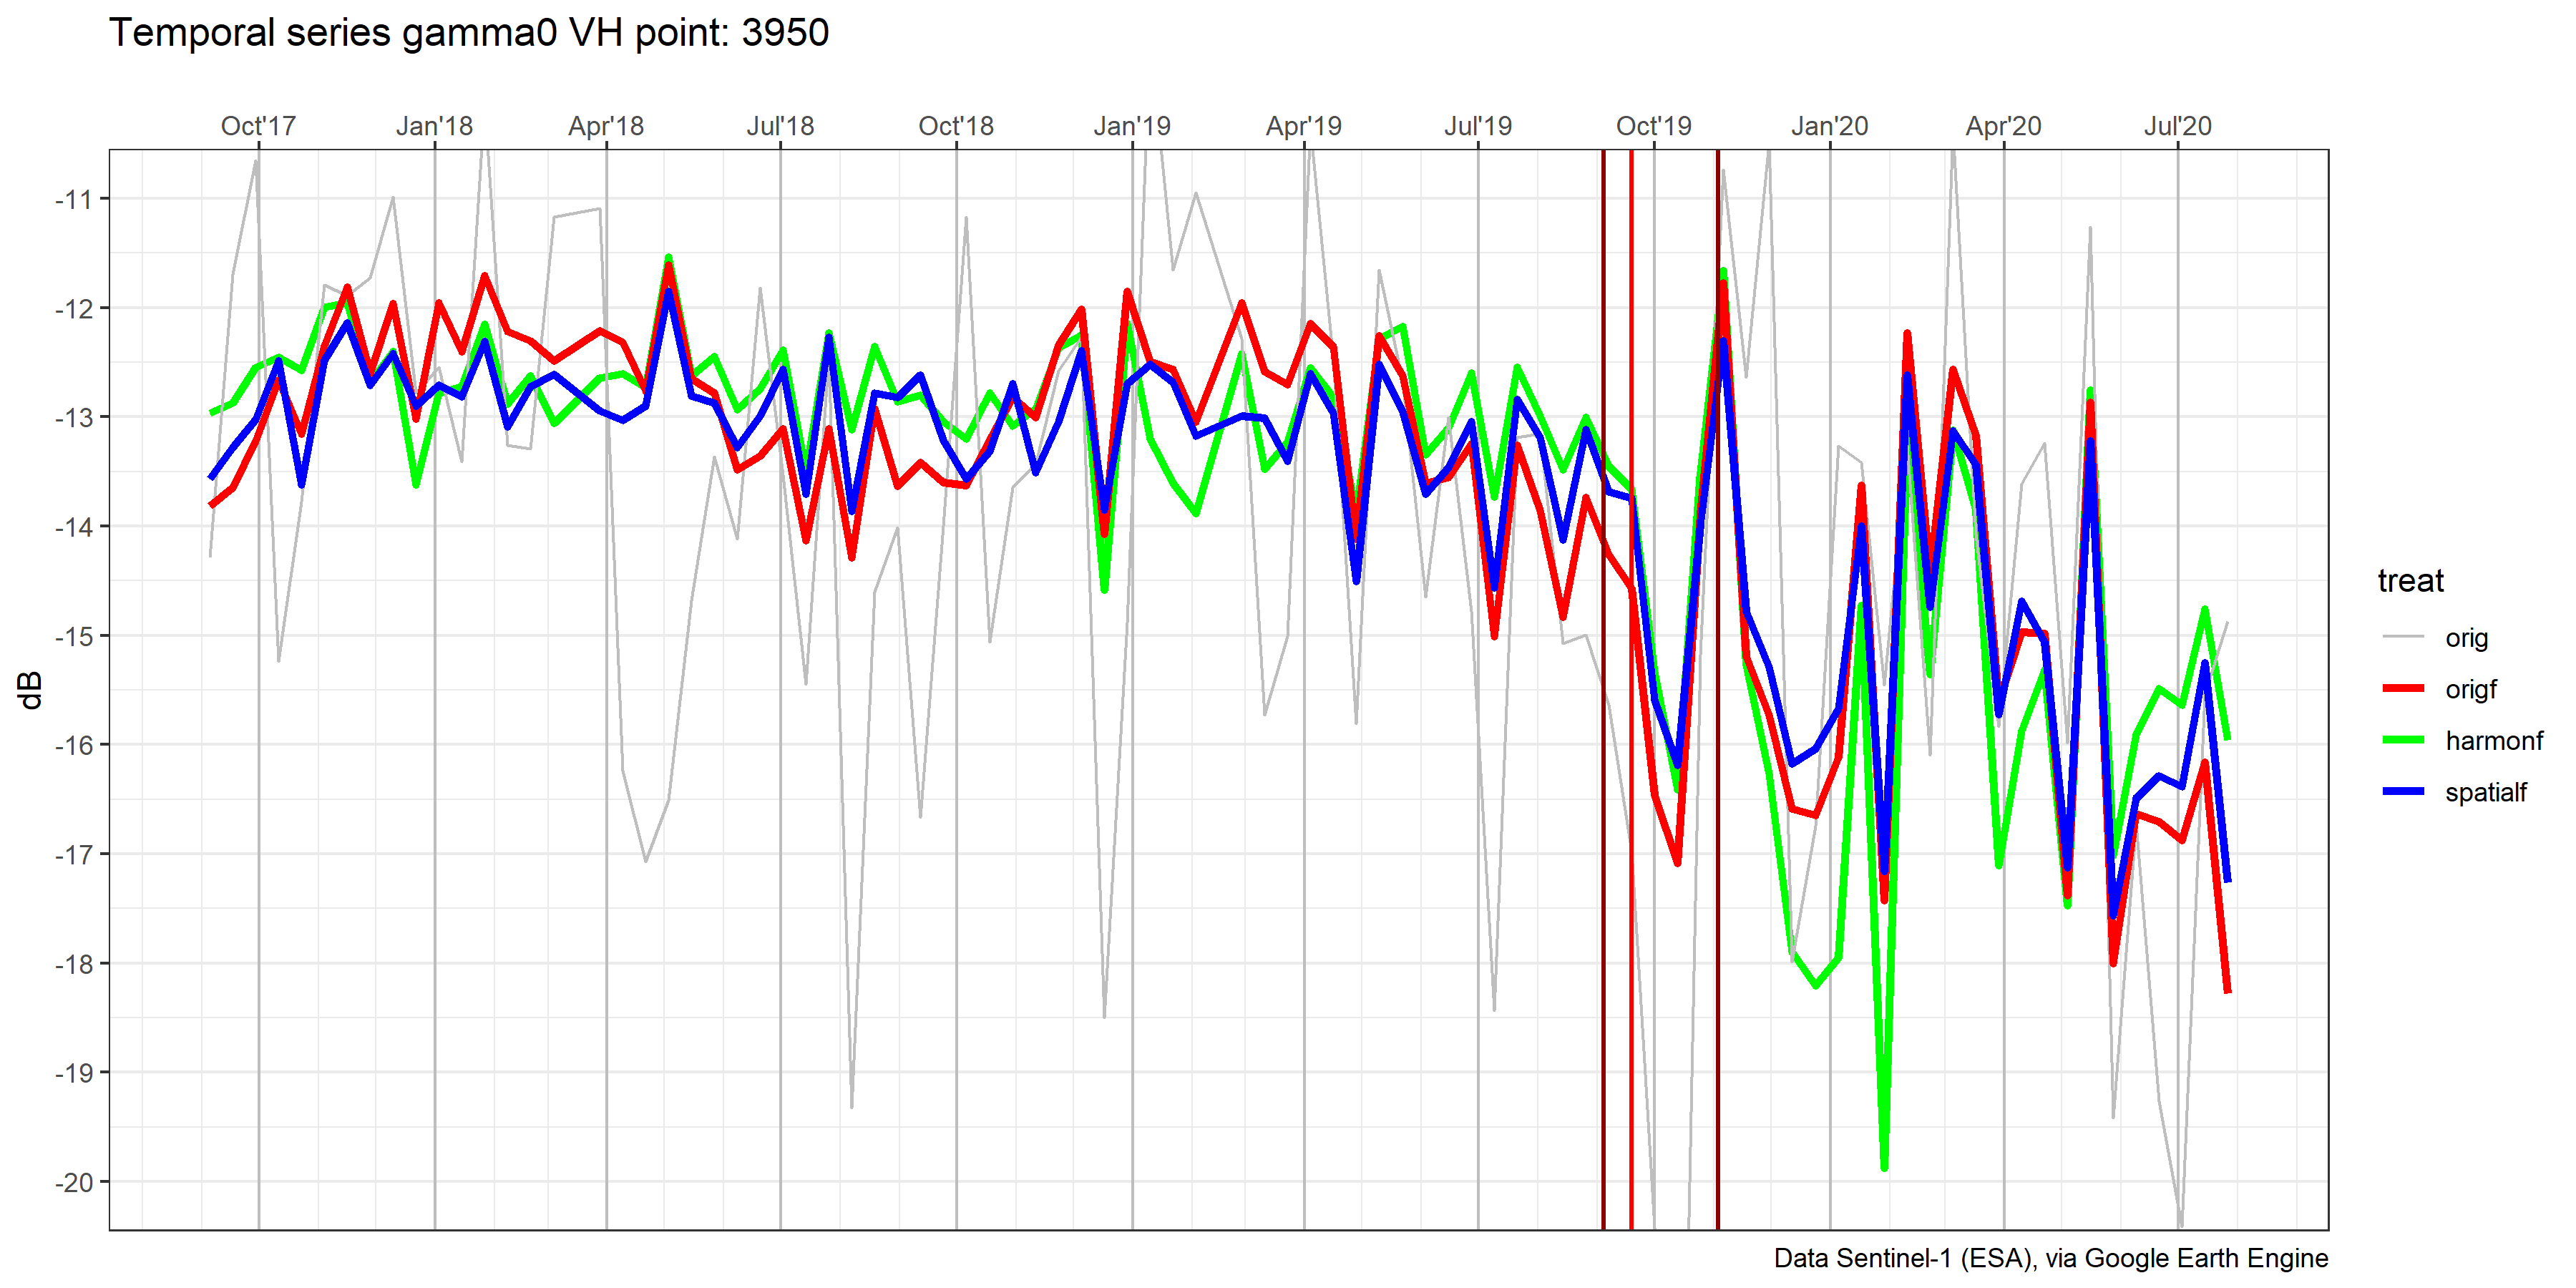 Temporal series gamma0 VH point: 3950
Oct'17 Jan'18 Apr'18 Jul'18 Oct'18 Jan'19 Apr'19 Jul'19 Oct'19 Jan'20 Apr'20 Jul'20
-11
-12
-13
-14
-15
-16
-17
-18
-19
-20
dB
treat
orig
origf
harmonf
spatialf
Data Sentinel-1 (ESA), via Google Earth Engine